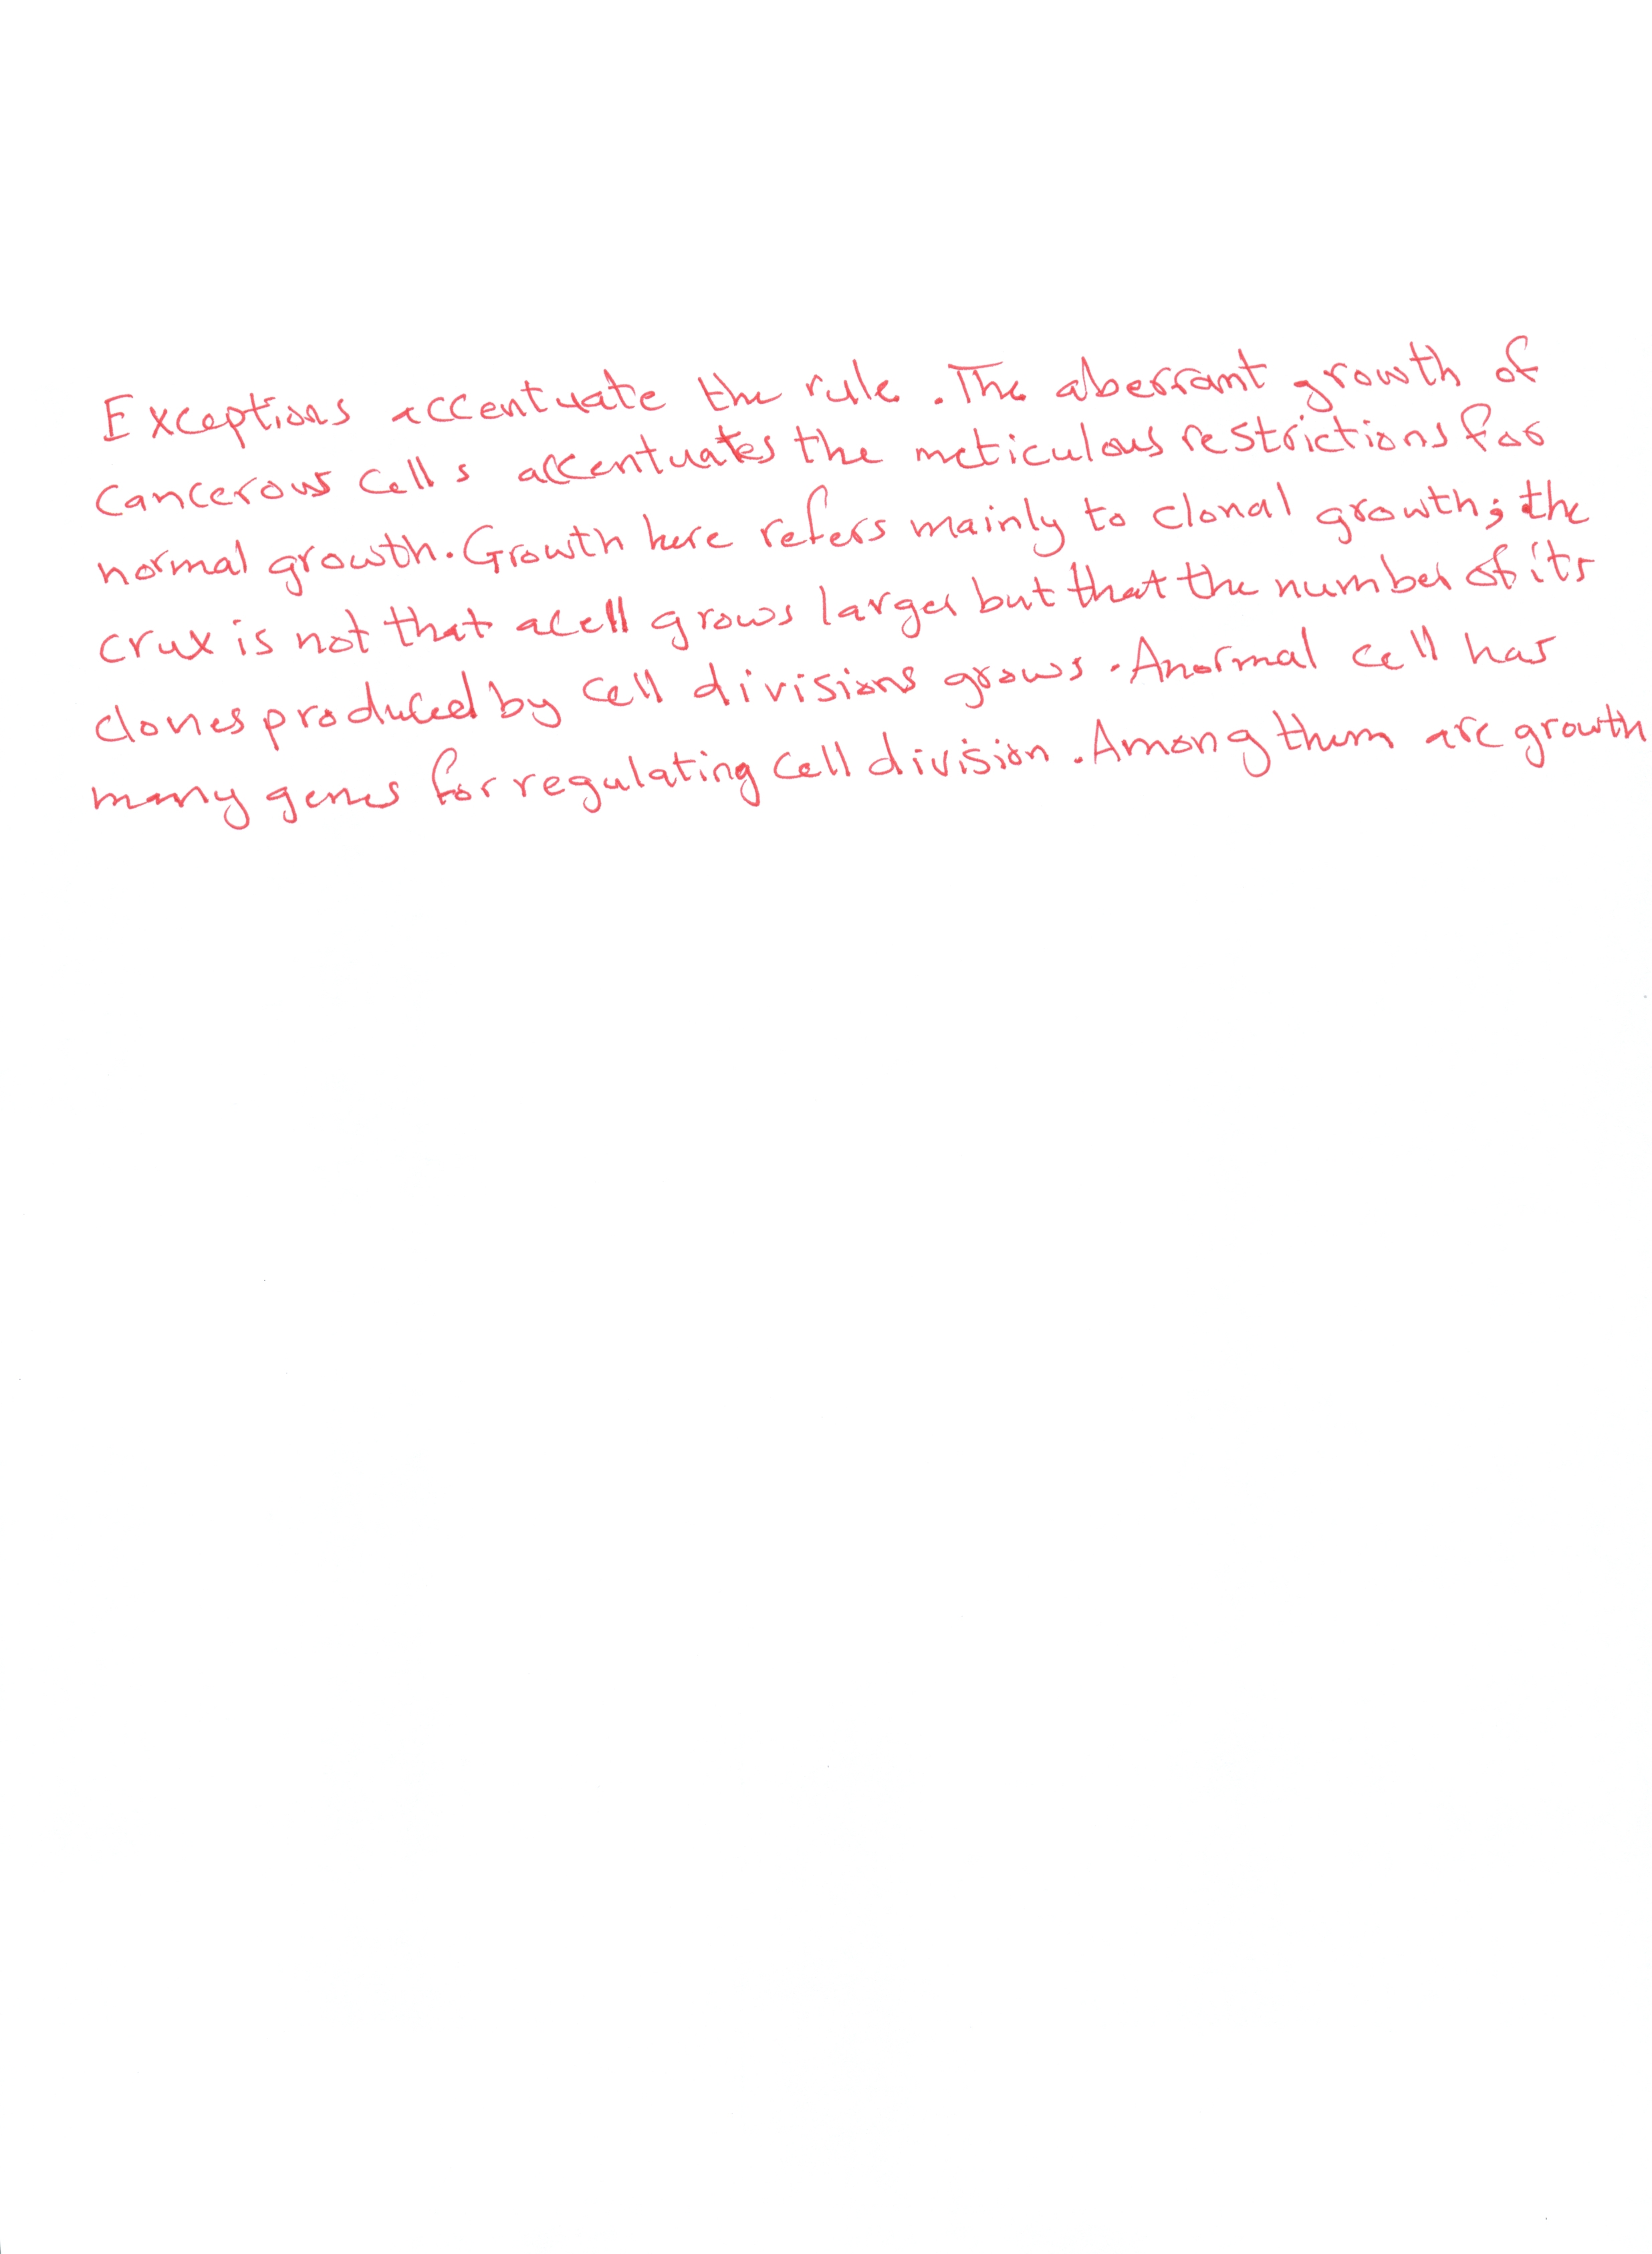 Exceptions accentuate the rule. The aberrant growth of
cancerous cells accentuates the meticulous restrictions for
normal growth. Growth here refers mainly to clonal growth; the
crux is not that a cell grows larger but that the number of its
clones produced by cell divisions grows. A normal cell has
many genes for regulating cell division. Among them are growth